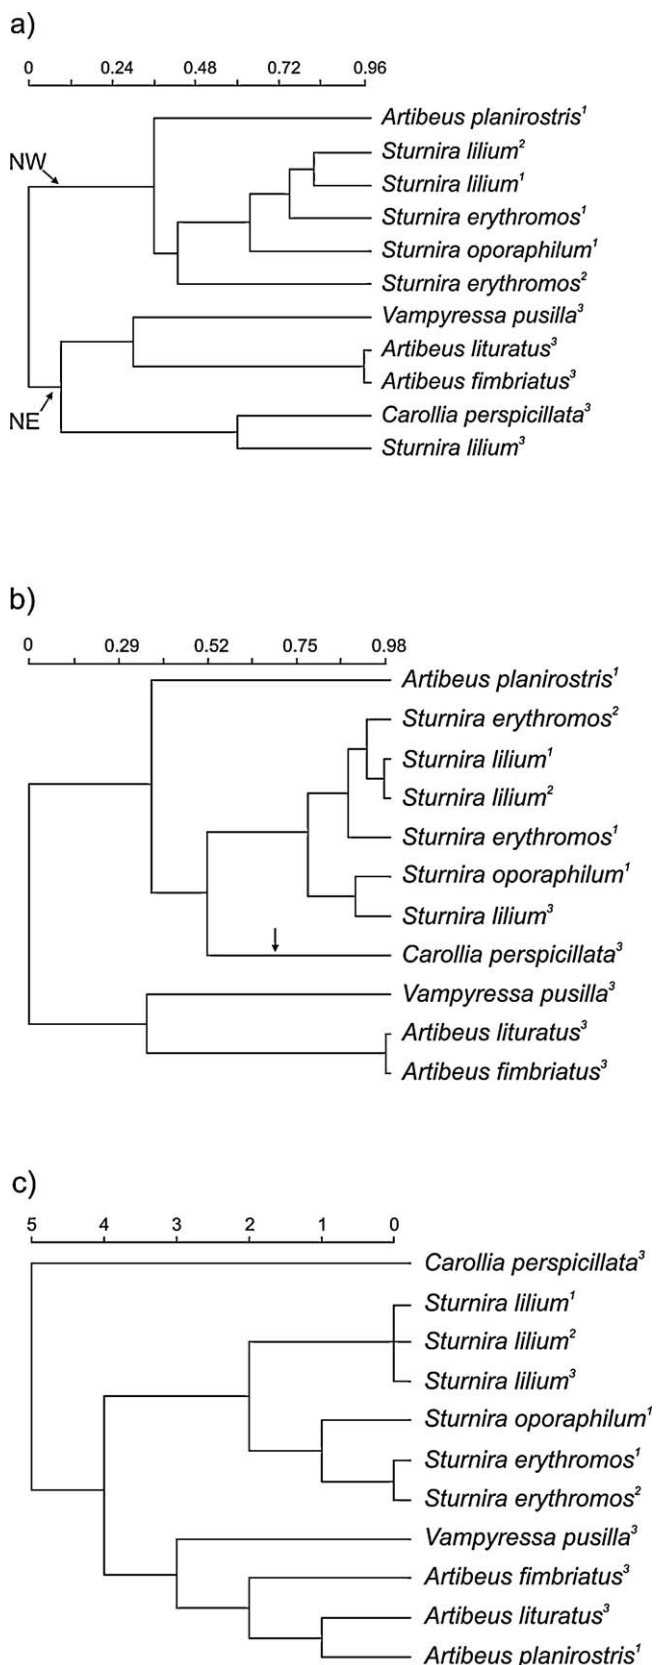 a)
0 0.24 0.48 0.72 0.96
Artibeus planirostris¹
Sturnira lilium²
NW
Sturnira lilium¹
Sturnira erythromos¹
Sturnira oporaphilum¹
Sturnira erythromos²
Vampyressa pusilla³
Artibeus lituratus³
Artibeus fimbriatus³
NE
Carollia perspicillata³
Sturnira lilium³
b)
0 0.29 0.52 0.75 0.98
Artibeus planirostris¹
Sturnira erythromos²
Sturnira lilium¹
Sturnira lilium²
Sturnira erythromos¹
Sturnira oporaphilum¹
Sturnira lilium³
Carollia perspicillata³
Vampyressa pusilla³
Artibeus lituratus³
Artibeus fimbriatus³
c)
5 4 3 2 1 0
Carollia perspicillata³
Sturnira lilium¹
Sturnira lilium²
Sturnira lilium³
Sturnira oporaphilum¹
Sturnira erythromos¹
Sturnira erythromos²
Vampyressa pusilla³
Artibeus fimbriatus³
Artibeus lituratus³
Artibeus planirostris¹